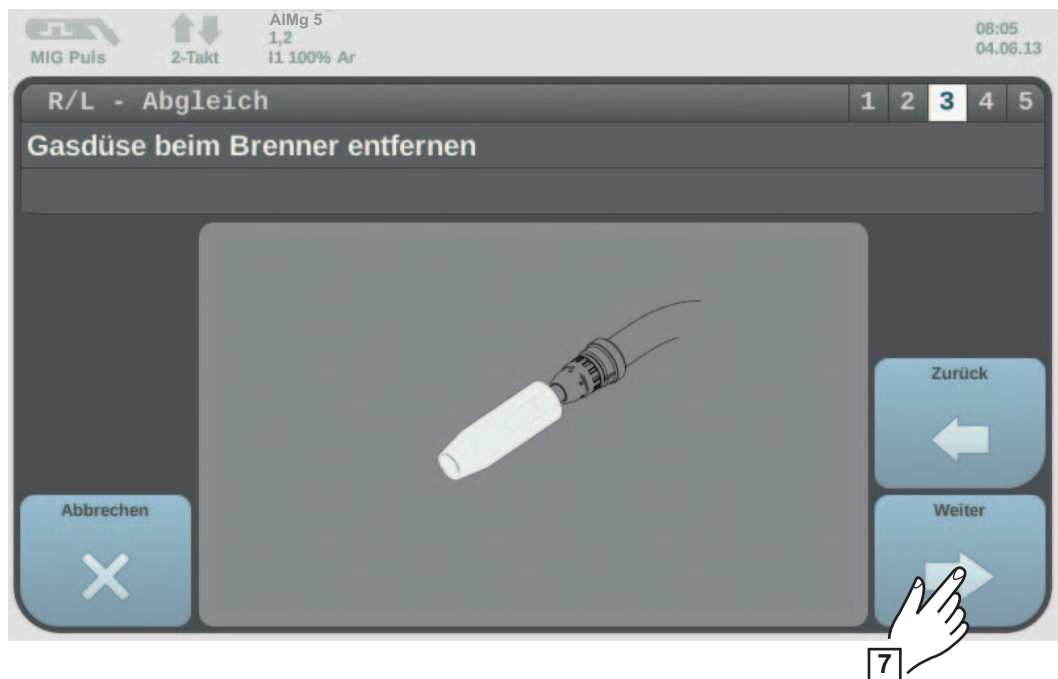 MIG Puls
2-Takt
AlMg 5
1,2
I1 100% Ar
08:05
04.06.13
R/L - Abgleich
1 2 3 4 5
Gasdüse beim Brenner entfernen
Zurück
Abbrechen
Weiter
7